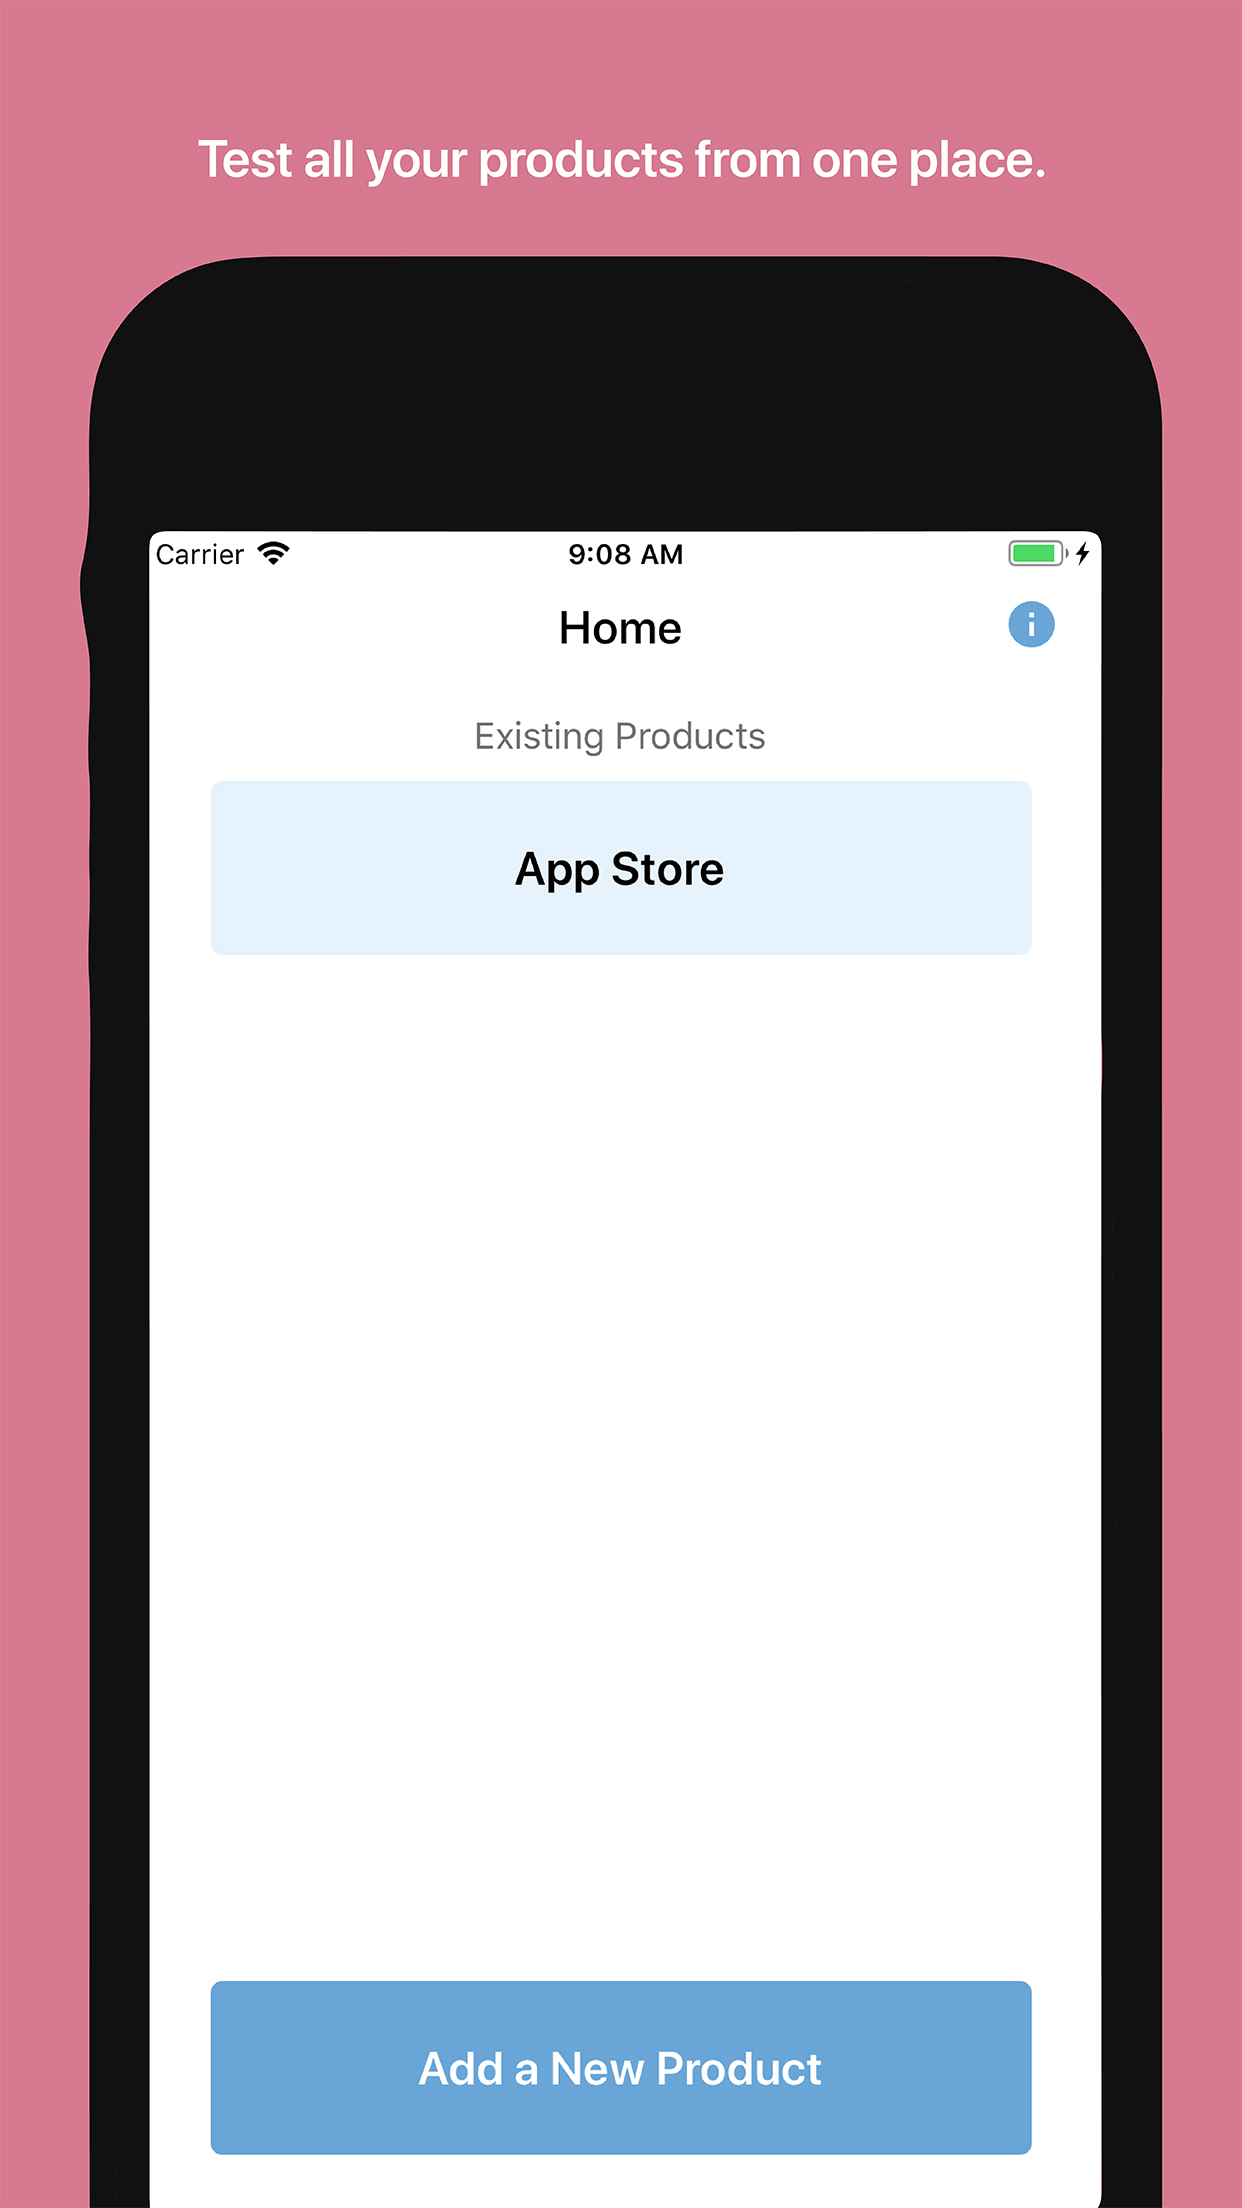 Test all your products from one place.
Carrier 9:08 AM
Home
Existing Products
App Store
Add a New Product